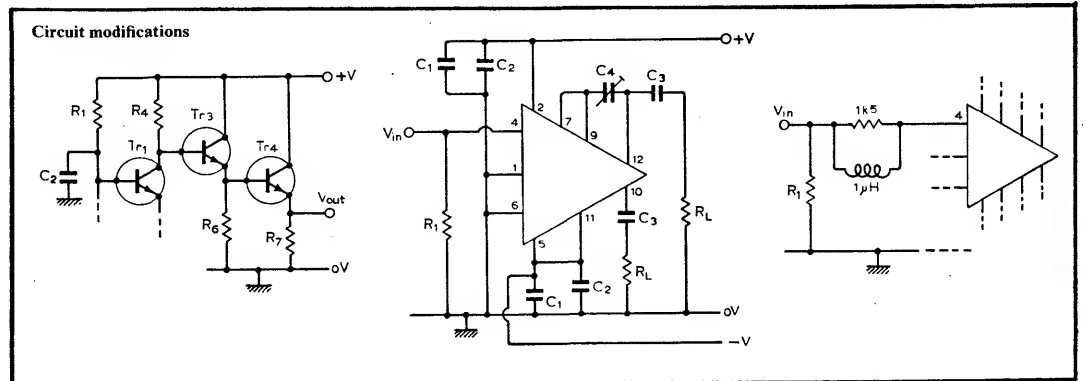 Circuit modifications
+V
R1
R4
Tr3
Tr1
Tr4
C2
Vout
R6
R7
0V
+V
C1
C2
C4
C3
2
7
9
Vin
4
12
1
10
6
11
C3
R1
RL
5
RL
C1
C2
0V
-V
Vin
1k5
4
1μH
R1